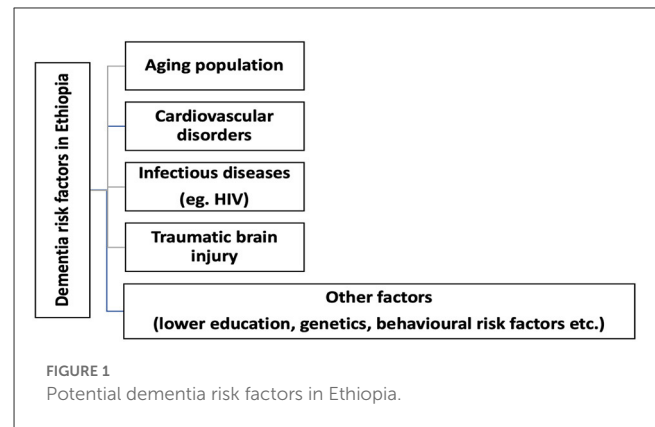 Dementia risk factors in Ethiopia
Aging population
Cardiovascular
disorders
Infectious diseases
(eg. HIV)
Traumatic brain
injury
Other factors
(lower education, genetics, behavioural risk factors etc.)
FIGURE 1
Potential dementia risk factors in Ethiopia.